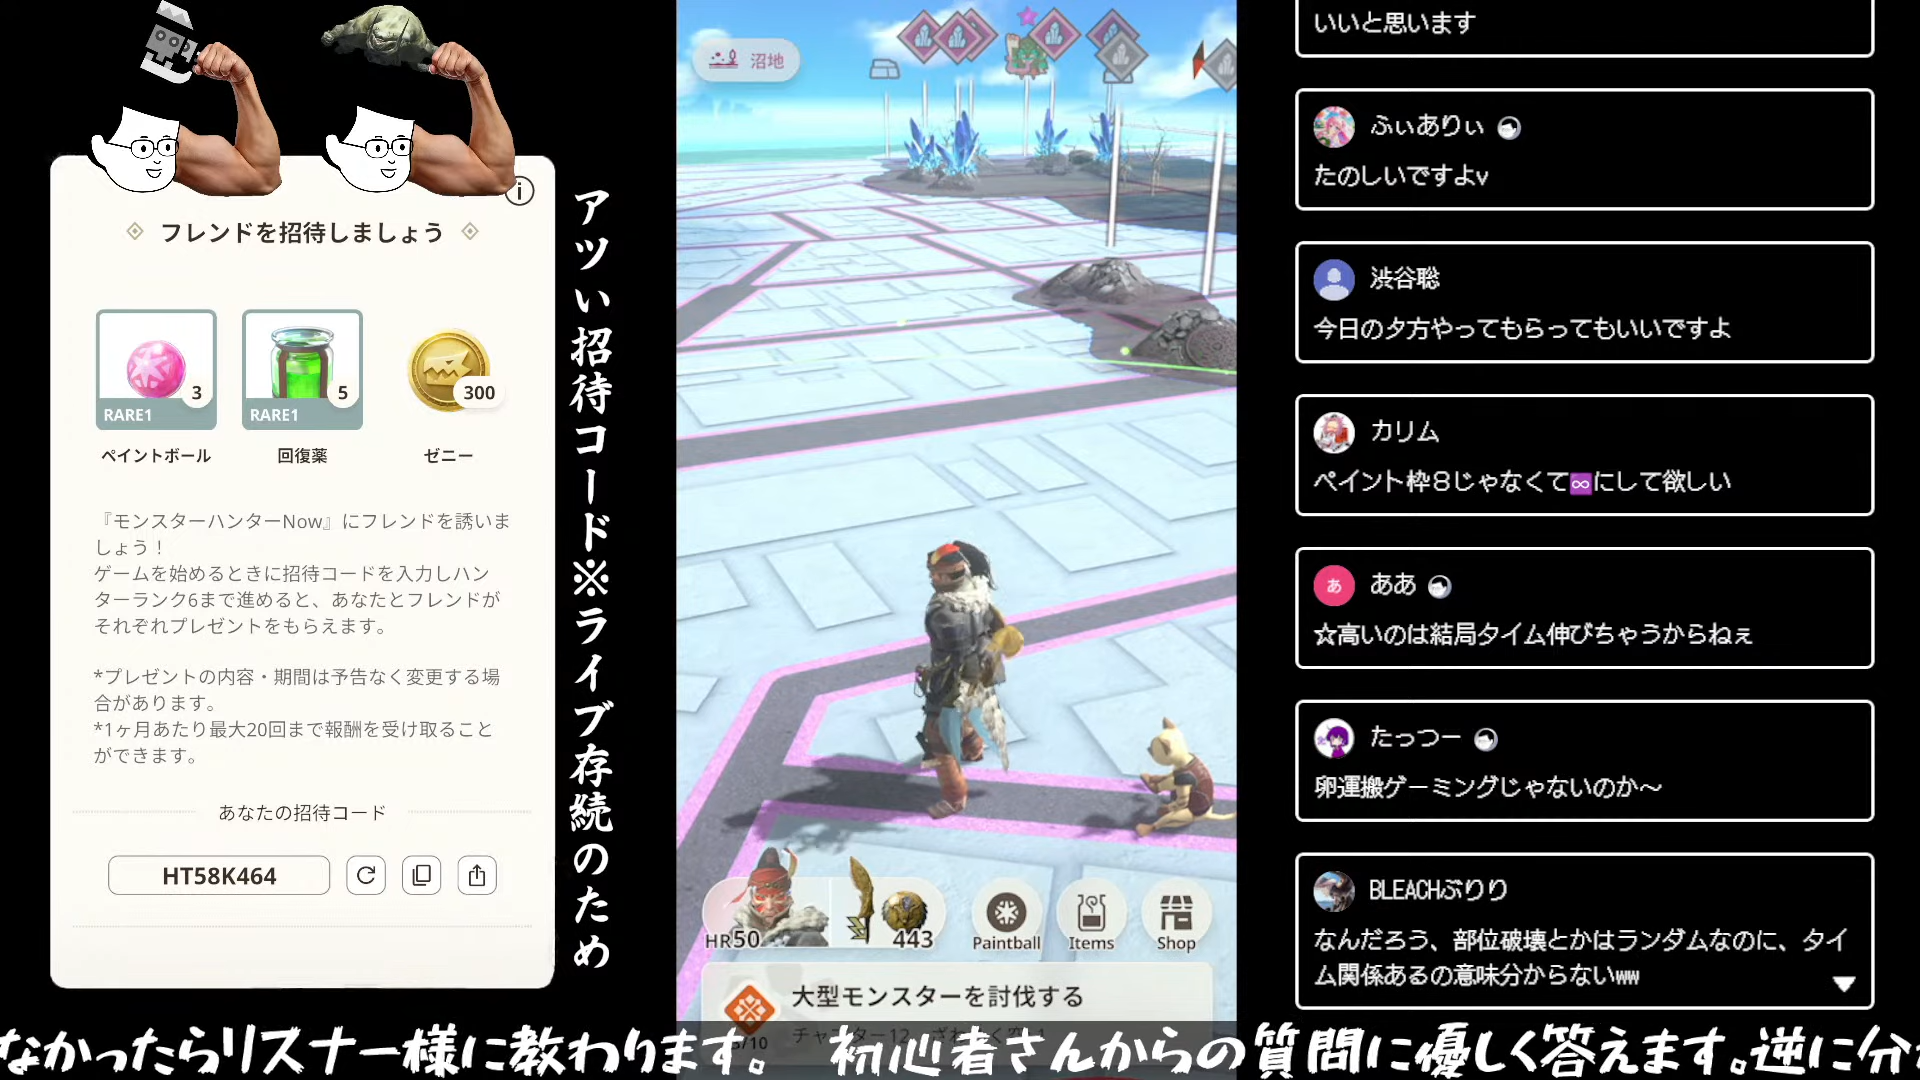 フレンドを招待しましょう
3
RARE1
ペイントボール
5
RARE1
回復薬
300
ゼニー
『モンスターハンターNow』にフレンドを誘いま
しょう！
ゲームを始めるときに招待コードを入力しハン
ターランク6まで進めると、あなたとフレンドが
それぞれプレゼントをもらえます。
*プレゼントの内容・期間は予告なく変更する場
合があります。
*1ヶ月あたり最大20回まで報酬を受け取ること
ができます。
あなたの招待コード
HT58K464
アツい招待コード※ライブ存続のため
沼地
HR50
443
Paintball
Items
Shop
大型モンスターを討伐する
チャプター12
/10
いいと思います
ふぃありぃ
たのしいですよv
渋谷聡
今日の夕方やってもらってもいいですよ
カリム
ペイント枠８じゃなくて♾️にして欲しい
あ
ああ
☆高いのは結局タイム伸びちゃうからねぇ
たっつー
卵運搬ゲーミングじゃないのか～
BLEACHぶりり
なんだろう、部位破壊とかはランダムなのに、タイ
ム関係あるの意味分からないww
なかったらリスナー様に教わります。　初心者さんからの質問に優しく答えます。逆に分